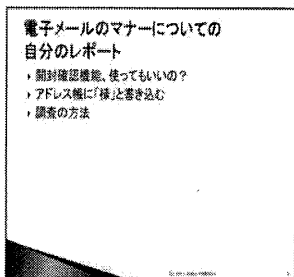 電子メールのマナーについての
自分のレポート
開封確認機能、使ってもいいの？
アドレス帳に「様」と書き込む
調査の方法